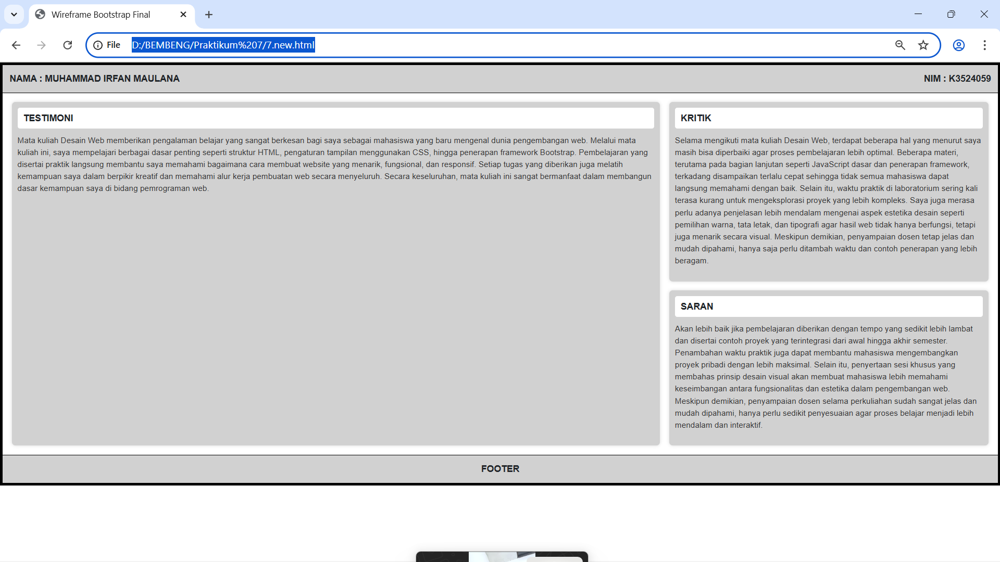 Wireframe Bootstrap Final
File D:/BEMBENG/Praktikum%207/7.new.html
NAMA : MUHAMMAD IRFAN MAULANA
NIM : K3524059
TESTIMONI
Mata kuliah Desain Web memberikan pengalaman belajar yang sangat berkesan bagi saya sebagai mahasiswa yang baru mengenal dunia pengembangan web. Melalui mata
kuliah ini, saya mempelajari berbagai dasar penting seperti struktur HTML, pengaturan tampilan menggunakan CSS, hingga penerapan framework Bootstrap. Pembelajaran yang
disertai praktik langsung membantu saya memahami bagaimana cara membuat website yang menarik, fungsional, dan responsif. Setiap tugas yang diberikan juga melatih
kemampuan saya dalam berpikir kreatif dan memahami alur kerja pembuatan web secara menyeluruh. Secara keseluruhan, mata kuliah ini sangat bermanfaat dalam membangun
dasar kemampuan saya di bidang pemrograman web.
KRITIK
Selama mengikuti mata kuliah Desain Web, terdapat beberapa hal yang menurut saya
masih bisa diperbaiki agar proses pembelajaran lebih optimal. Beberapa materi,
terutama pada bagian lanjutan seperti JavaScript dasar dan penerapan framework,
terkadang disampaikan terlalu cepat sehingga tidak semua mahasiswa dapat
langsung memahami dengan baik. Selain itu, waktu praktik di laboratorium sering kali
terasa kurang untuk mengeksplorasi proyek yang lebih kompleks. Saya juga merasa
perlu adanya penjelasan lebih mendalam mengenai aspek estetika desain seperti
pemilihan warna, tata letak, dan tipografi agar hasil web tidak hanya berfungsi, tetapi
juga menarik secara visual. Meskipun demikian, penyampaian dosen tetap jelas dan
mudah dipahami, hanya saja perlu ditambah waktu dan contoh penerapan yang lebih
beragam.
SARAN
Akan lebih baik jika pembelajaran diberikan dengan tempo yang sedikit lebih lambat
dan disertai contoh proyek yang terintegrasi dari awal hingga akhir semester.
Penambahan waktu praktik juga dapat membantu mahasiswa mengembangkan
proyek pribadi dengan lebih maksimal. Selain itu, penyertaan sesi khusus yang
membahas prinsip desain visual akan membuat mahasiswa lebih memahami
keseimbangan antara fungsionalitas dan estetika dalam pengembangan web.
Meskipun demikian, penyampaian dosen selama perkuliahan sudah sangat jelas dan
mudah dipahami, hanya perlu sedikit penyesuaian agar proses belajar menjadi lebih
mendalam dan interaktif.
FOOTER